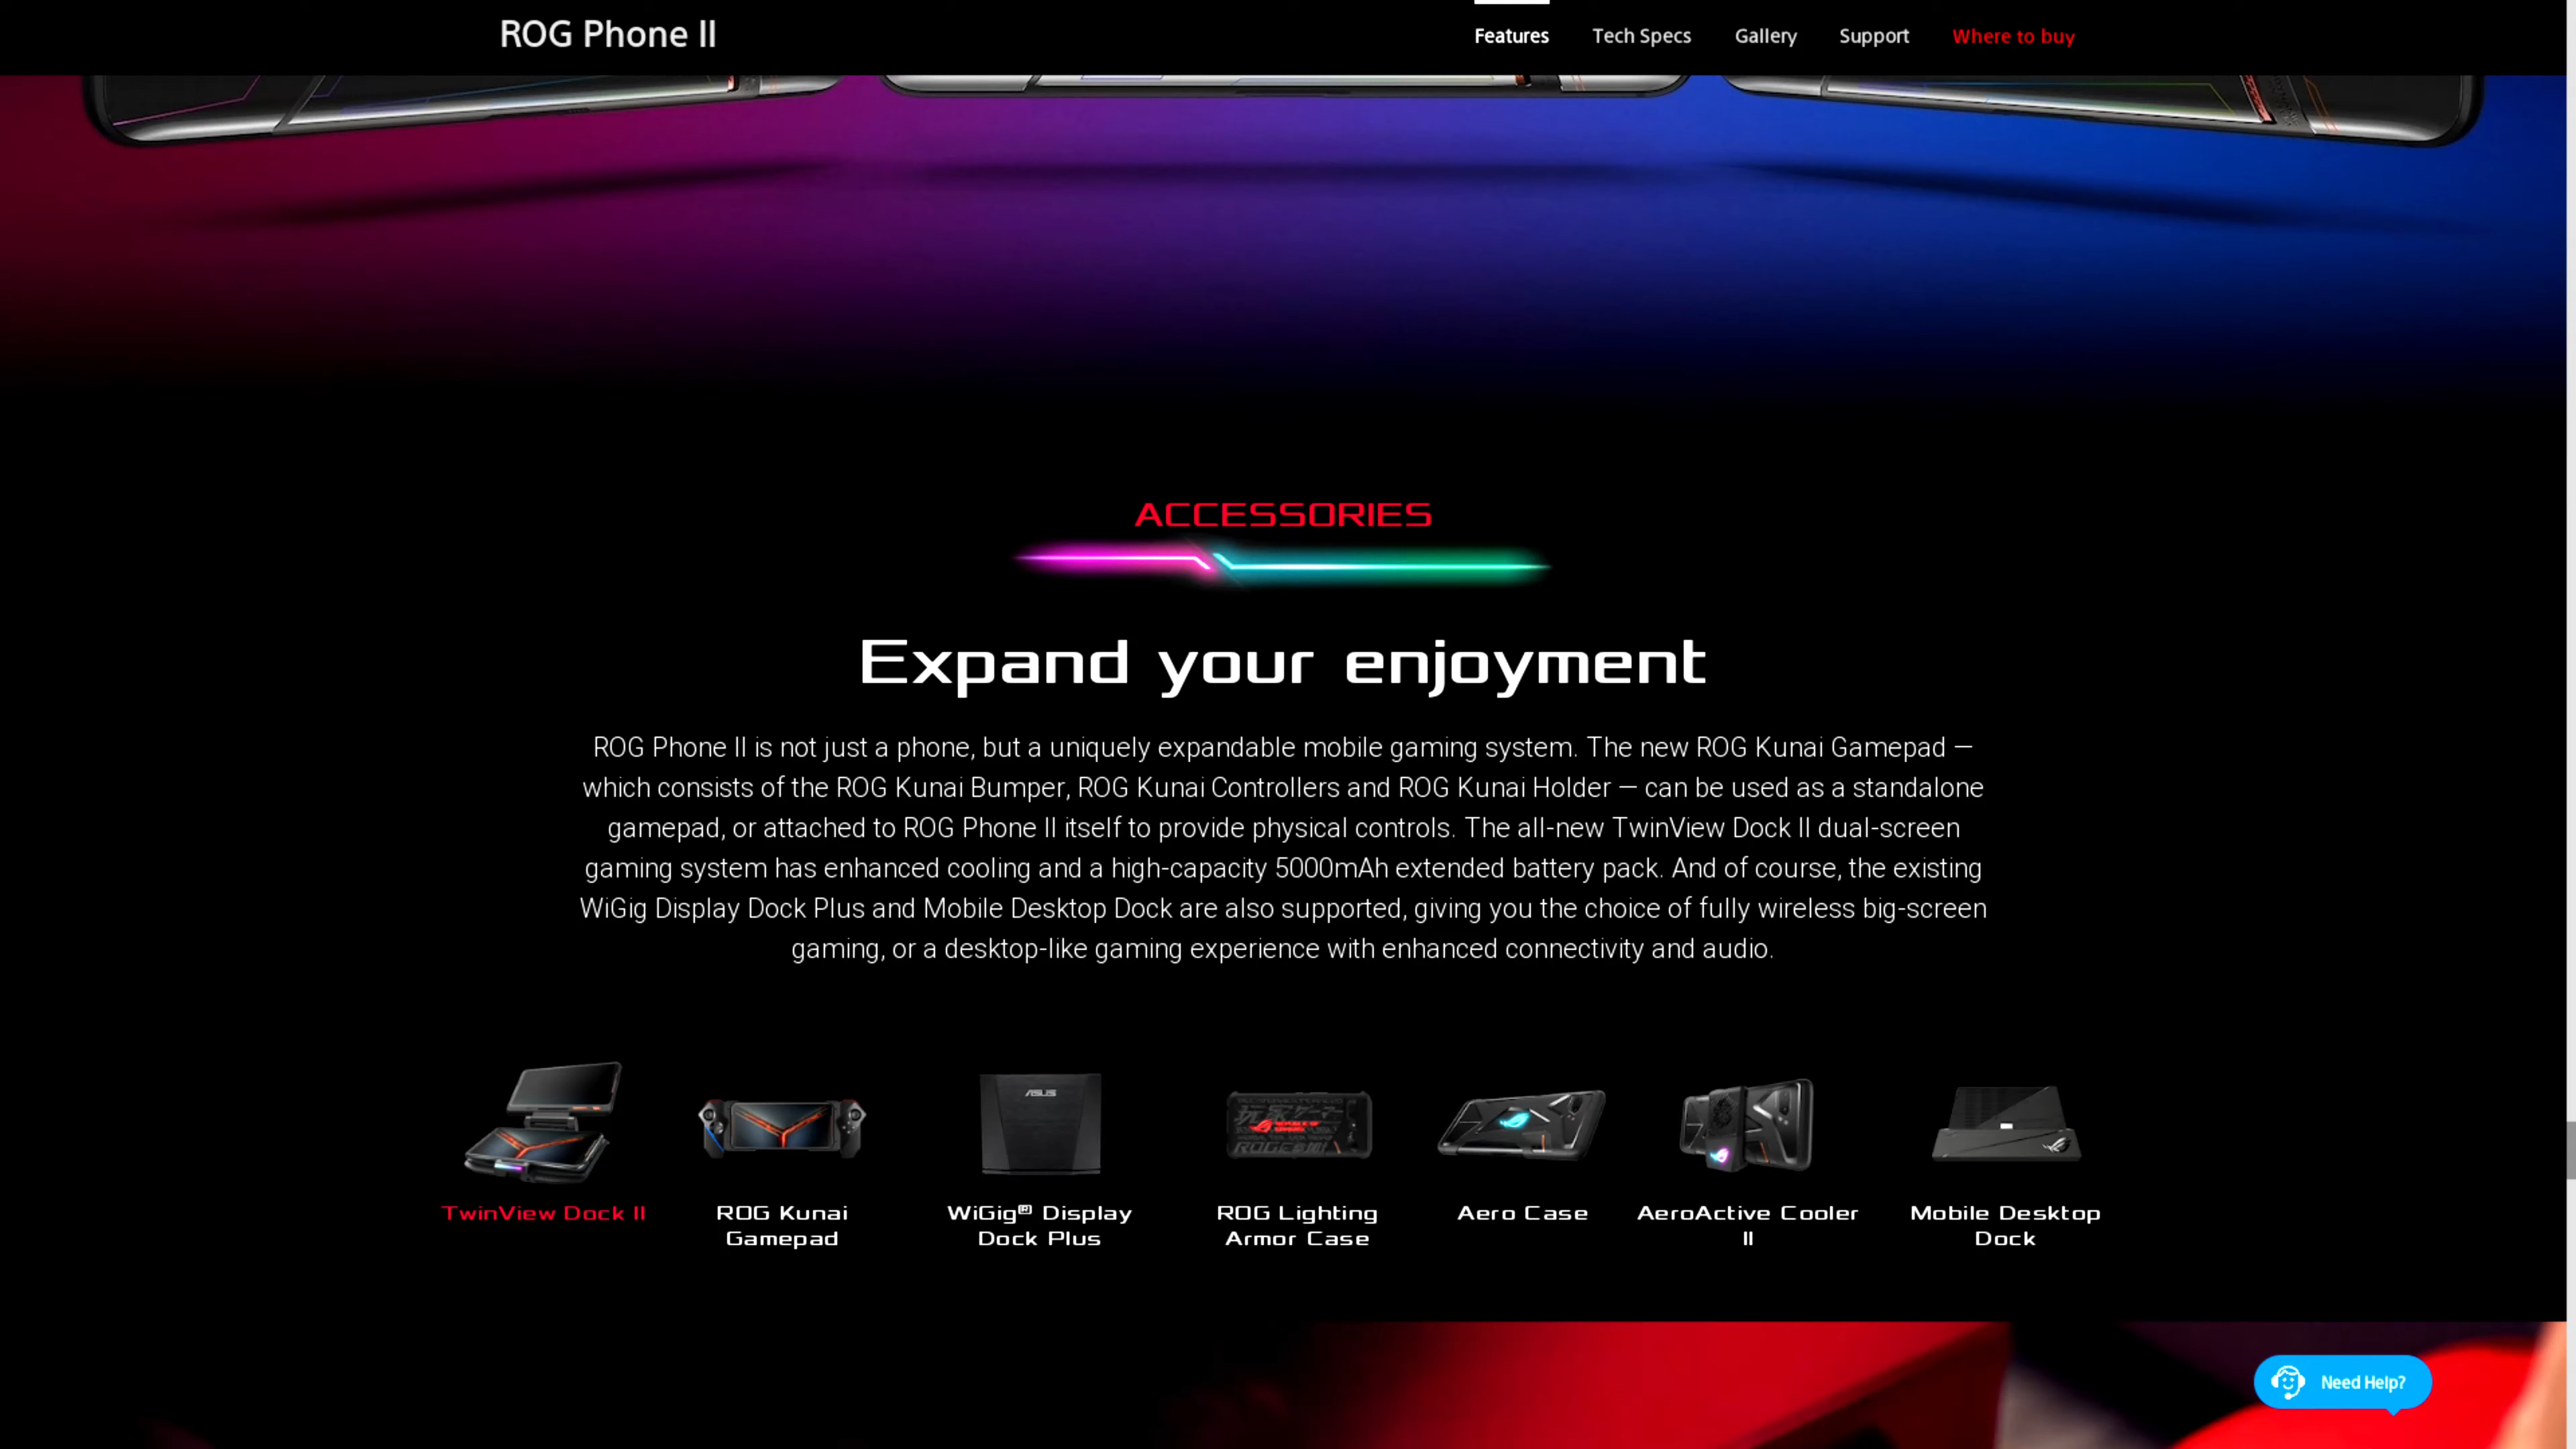 ROG Phone II
Features
Tech Specs
Gallery
Support
Where to buy
ACCESSORIES
Expand your enjoyment
ROG Phone II is not just a phone, but a uniquely expandable mobile gaming system. The new ROG Kunai Gamepad —
which consists of the ROG Kunai Bumper, ROG Kunai Controllers and ROG Kunai Holder — can be used as a standalone
gamepad, or attached to ROG Phone II itself to provide physical controls. The all-new TwinView Dock II dual-screen
gaming system has enhanced cooling and a high-capacity 5000mAh extended battery pack. And of course, the existing
WiGig Display Dock Plus and Mobile Desktop Dock are also supported, giving you the choice of fully wireless big-screen
gaming, or a desktop-like gaming experience with enhanced connectivity and audio.
ASUS
TwinView Dock II
ROG Kunai
Gamepad
WiGig® Display
Dock Plus
ROG Lighting
Armor Case
Aero Case
AeroActive Cooler
II
Mobile Desktop
Dock
Need Help?